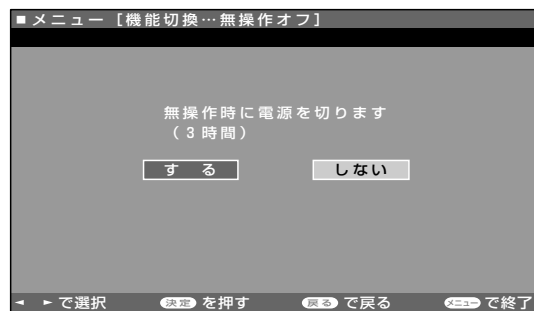 ■メニュー [機能切換…無操作オフ]
無操作時に電源を切ります
(3時間)
する しない
◄ ►で選択 決定を押す 戻るで戻る メニューで終了